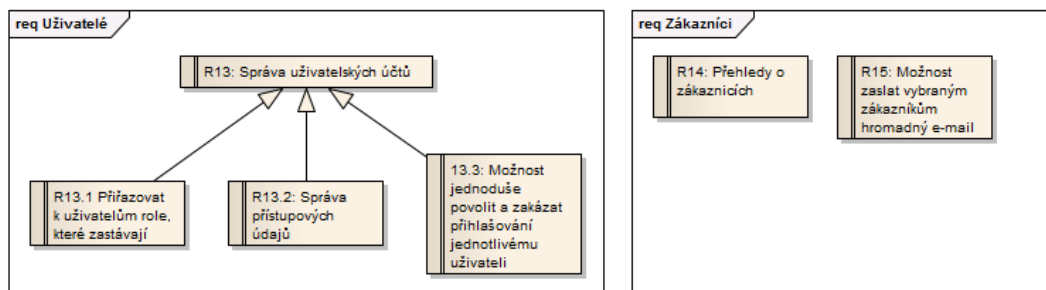 req Uživatelé
R13: Správa uživatelských účtů
R13.1 Přiřazovat
k uživatelům role,
které zastávají
R13.2: Správa
přístupových
údajů
13.3: Možnost
jednoduše
povolit a zakázat
přihlašování
jednotlivému
uživateli
req Zákazníci
R14: Přehledy o
zákaznicích
R15: Možnost
zaslat vybraným
zákazníkům
hromadný e-mail